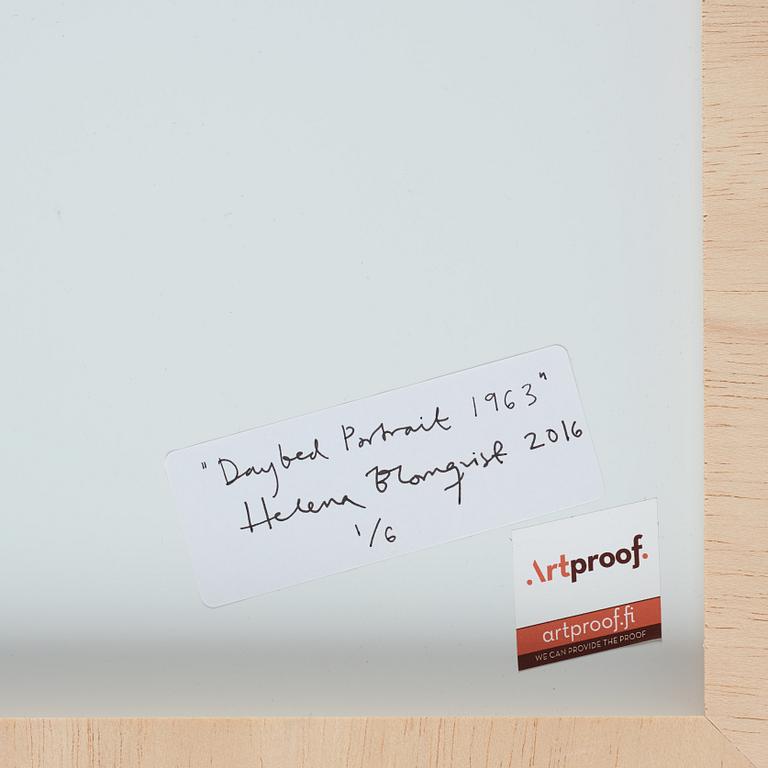 "Daybed Portrait 1963"
Helena Blomqvist 2016
1/6
Artproof.
artproof.fi
WE CAN PROVIDE THE PROOF